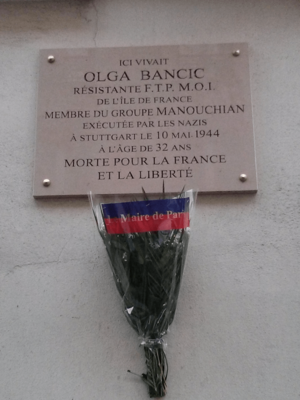 ICI VIVAIT
OLGA BANCIC
RÉSISTANTE F.T.P. M.O.I.
DE L'ÎLE DE FRANCE
MEMBRE DU GROUPE MANOUCHIAN
EXÉCUTÉE PAR LES NAZIS
À STUTTGART LE 10 MAI 1944
À L'ÂGE DE 32 ANS
MORTE POUR LA FRANCE
ET LA LIBERTÉ
Maire de Par